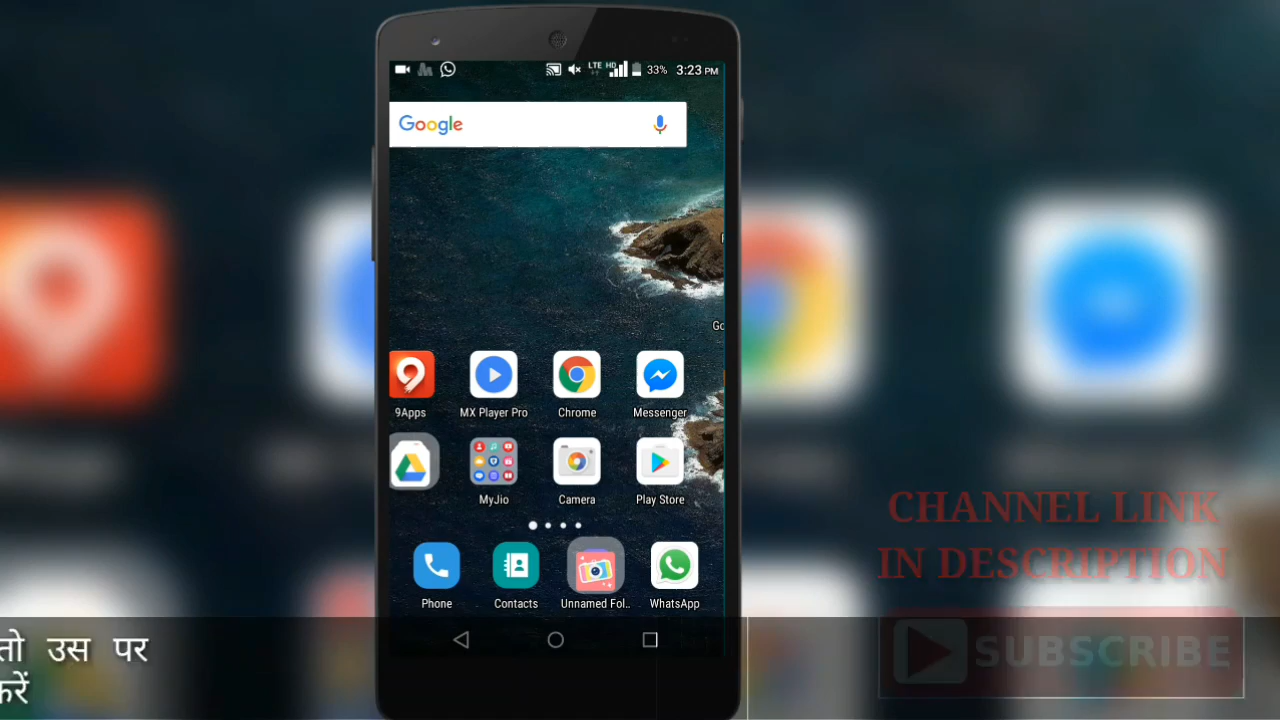 LTE HD 33% 3:23 PM
Google
Go
9Apps MX Player Pro Chrome Messenger
MyJio Camera Play Store
Phone Contacts Unnamed Fol.. WhatsApp
CHANNEL LINK
IN DESCRIPTION
SUBSCRIBE
तो उस पर
करें